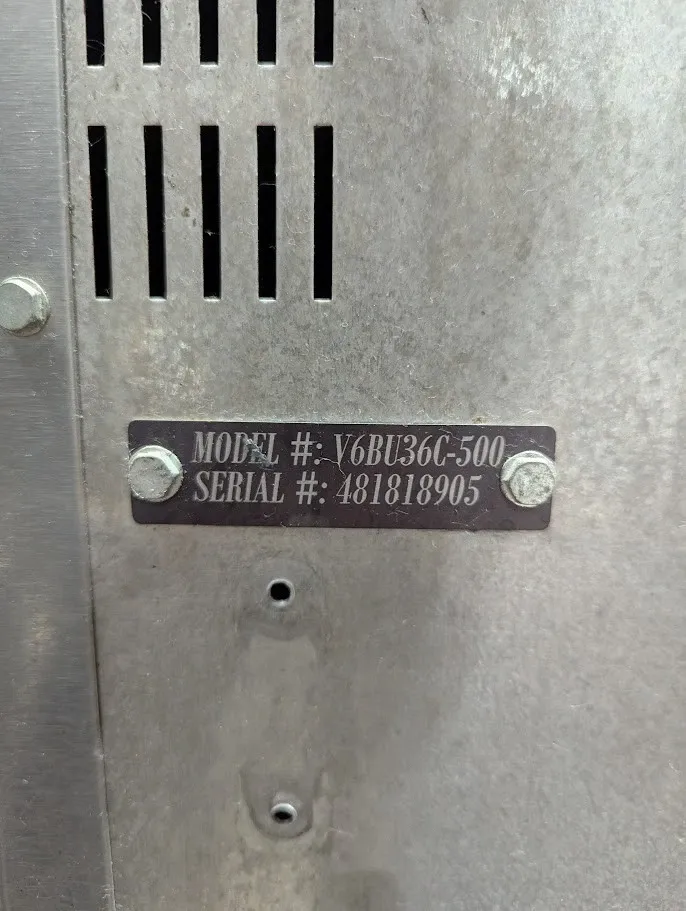 MODEL #: V6BU36C-500
SERIAL #: 481818905